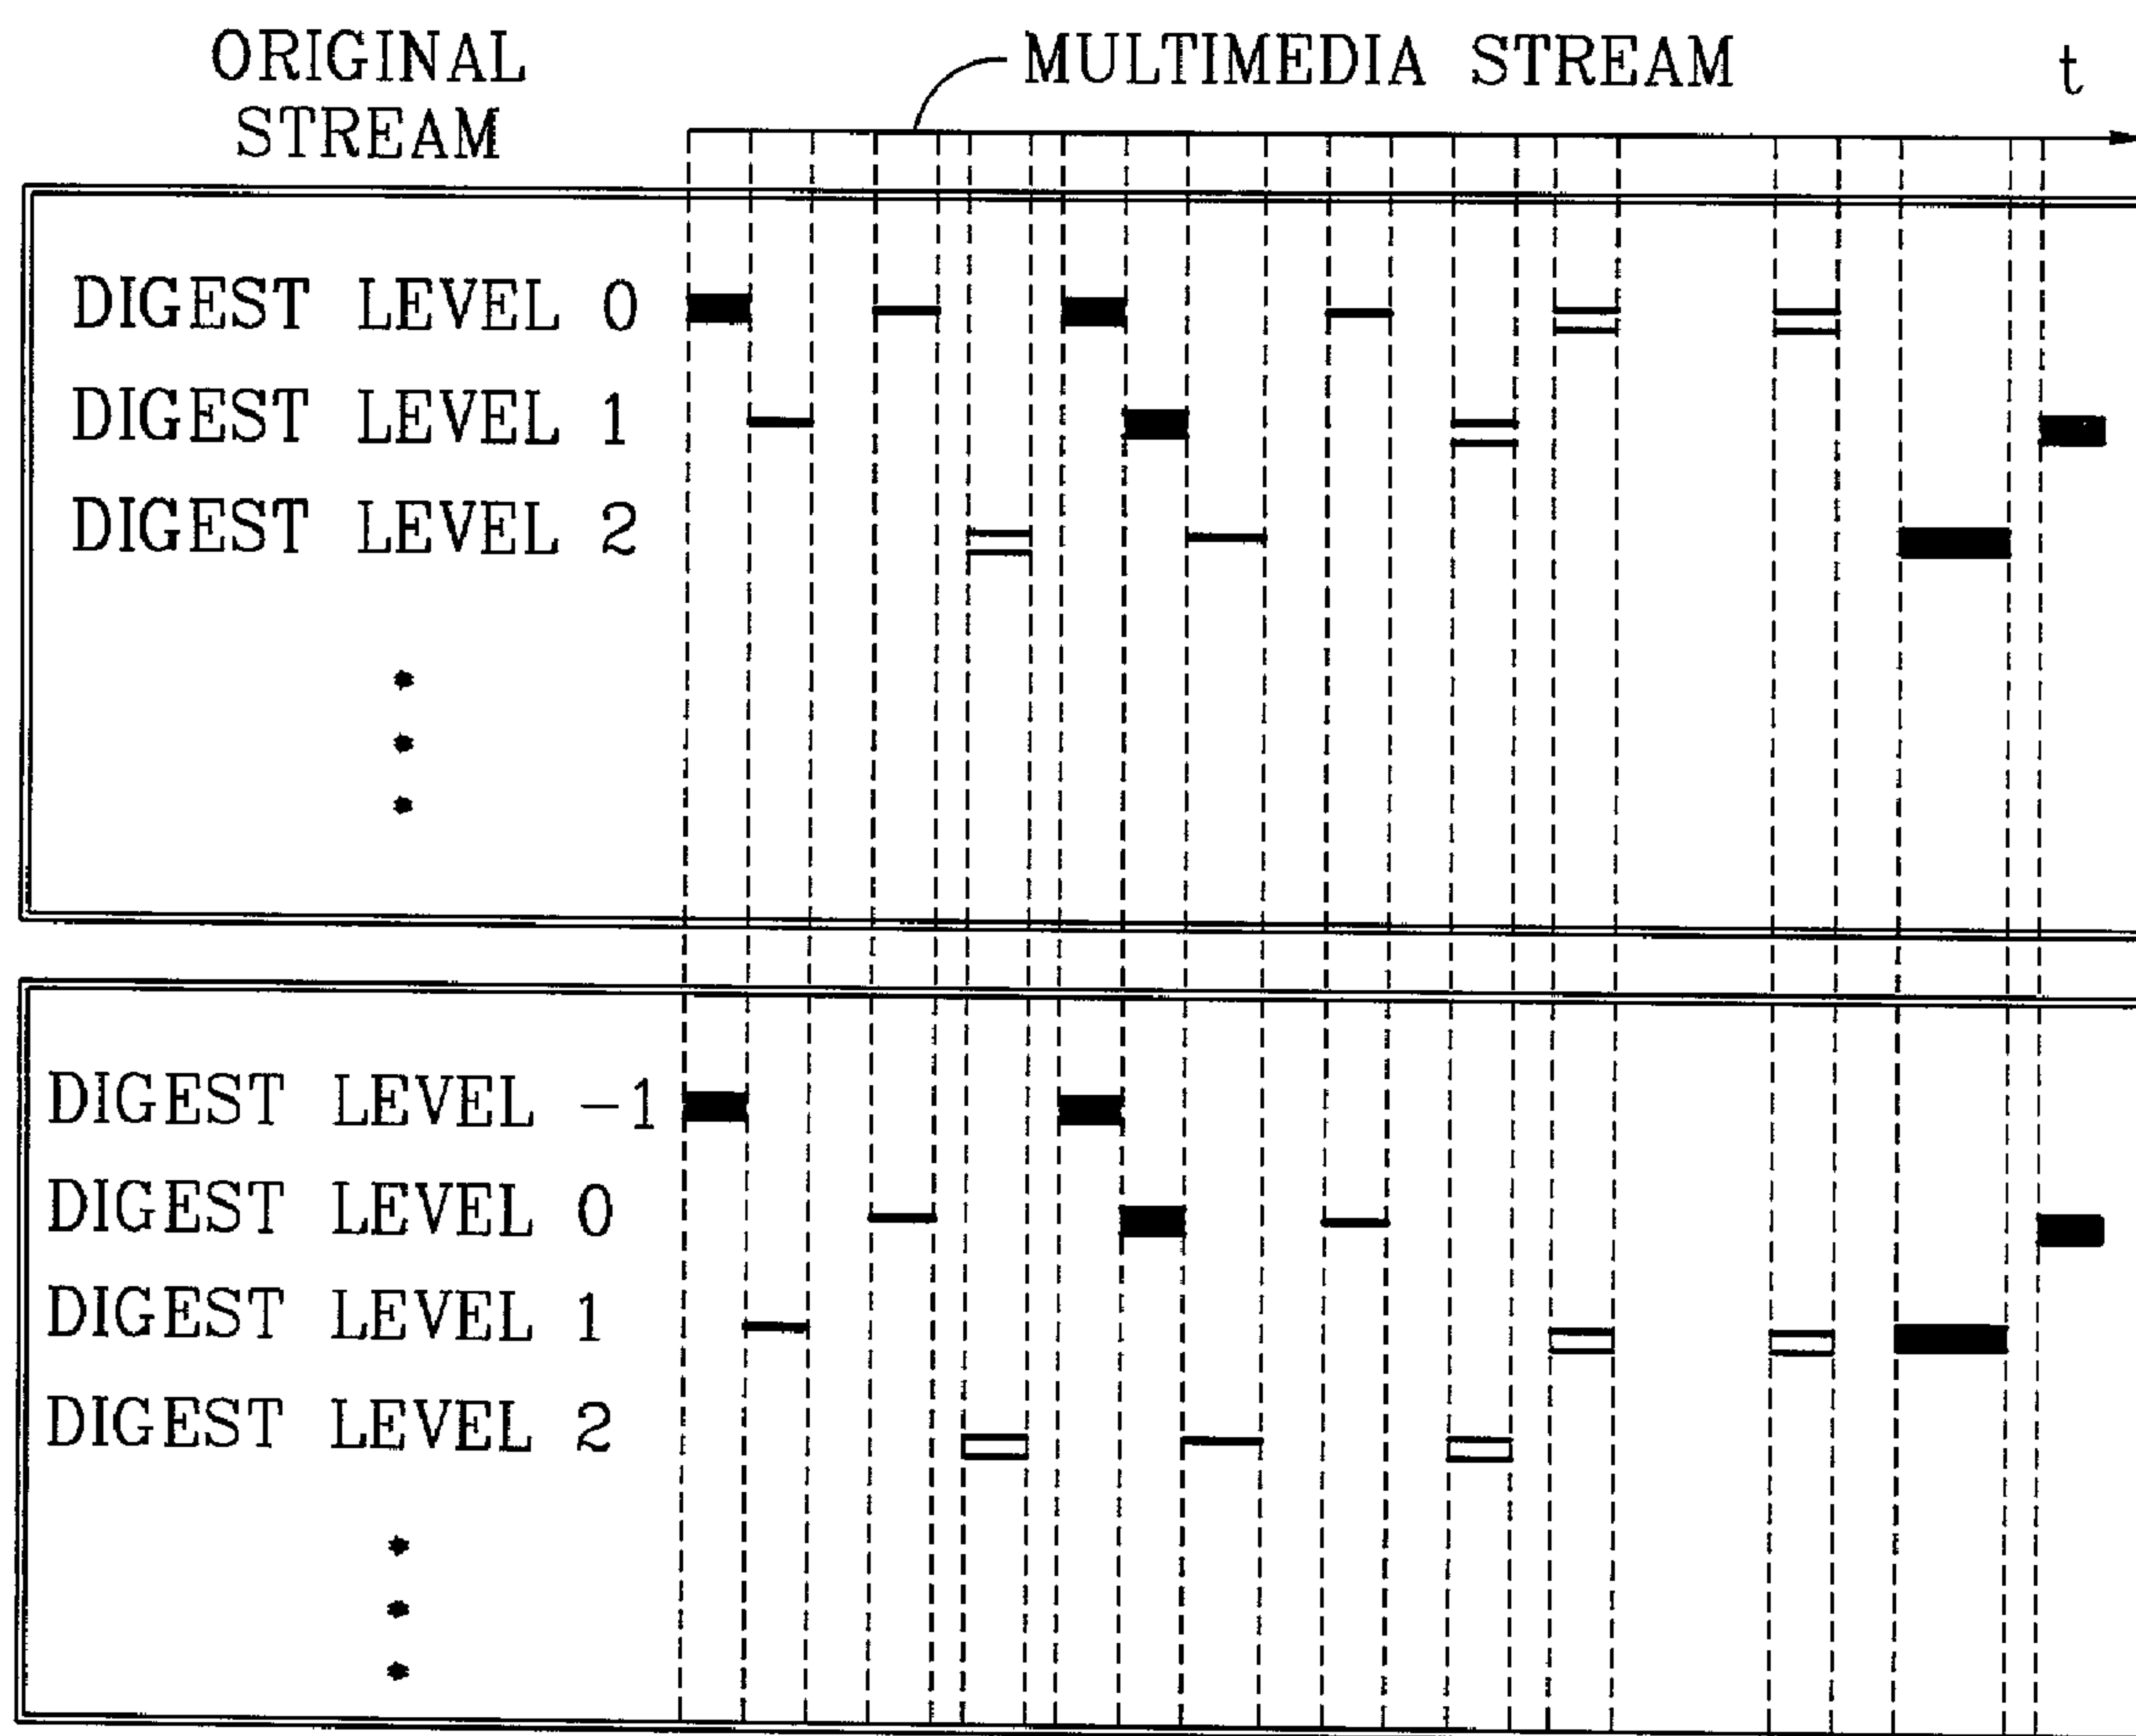 ORIGINAL
STREAM
MULTIMEDIA STREAM
t
DIGEST LEVEL 0
DIGEST LEVEL 1
DIGEST LEVEL 2
DIGEST LEVEL -1
DIGEST LEVEL 0
DIGEST LEVEL 1
DIGEST LEVEL 2